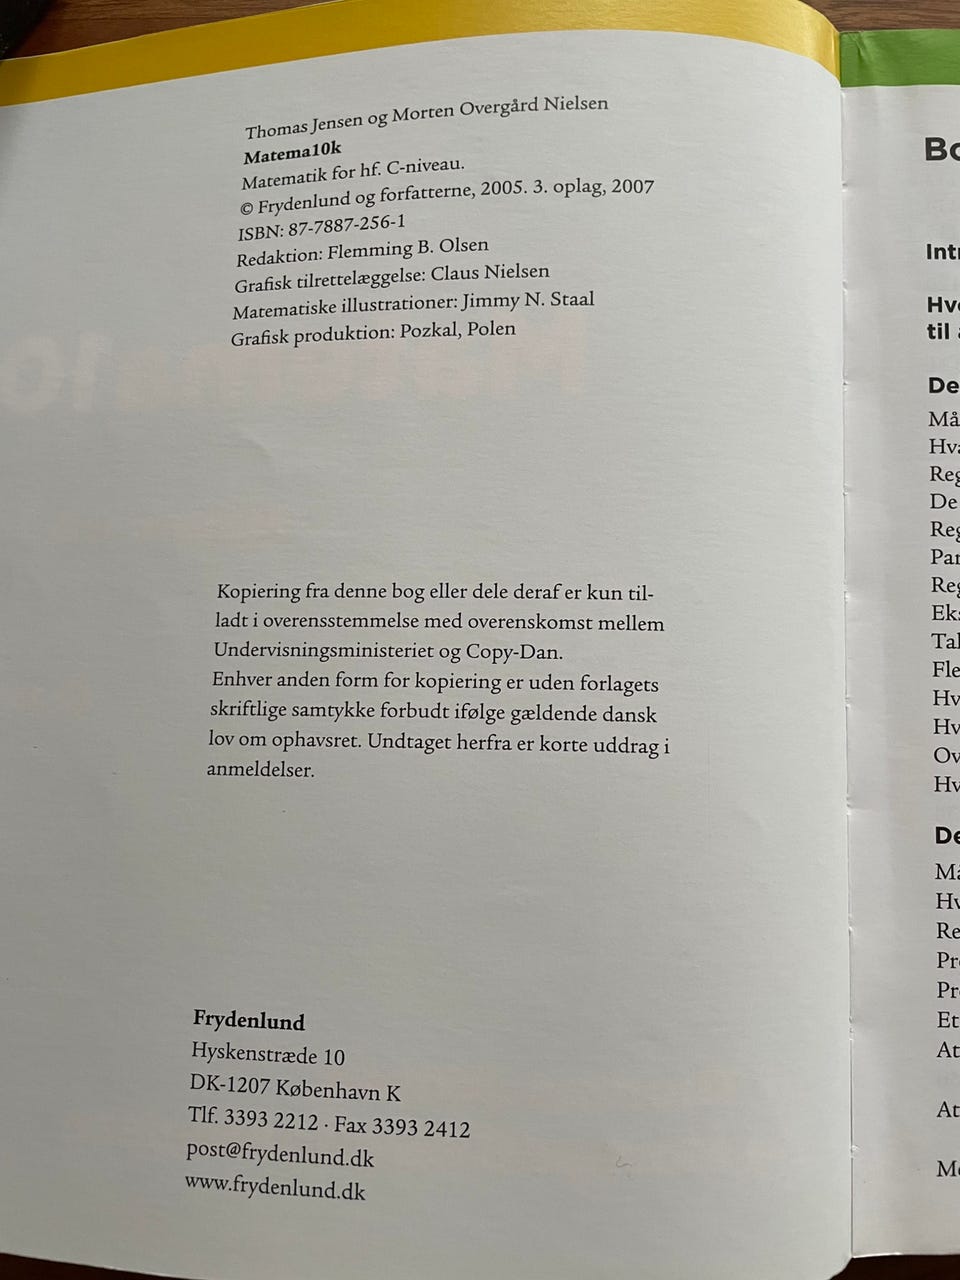 Thomas Jensen og Morten Overgård Nielsen
Matema10k
Matematik for hf. C-niveau.
© Frydenlund og forfatterne, 2005. 3. oplag, 2007
ISBN: 87-7887-256-1
Redaktion: Flemming B. Olsen
Grafisk tilrettelæggelse: Claus Nielsen
Matematiske illustrationer: Jimmy N. Staal
Grafisk produktion: Pozkal, Polen
Kopiering fra denne bog eller dele deraf er kun til-
ladt i overensstemmelse med overenskomst mellem
Undervisningsministeriet og Copy-Dan.
Enhver anden form for kopiering er uden forlagets
skriftlige samtykke forbudt ifølge gældende dansk
lov om ophavsret. Undtaget herfra er korte uddrag i
anmeldelser.
Frydenlund
Hyskenstræde 10
DK-1207 København K
Tlf. 3393 2212 · Fax 3393 2412
post@frydenlund.dk
www.frydenlund.dk
til
De
De
At
At